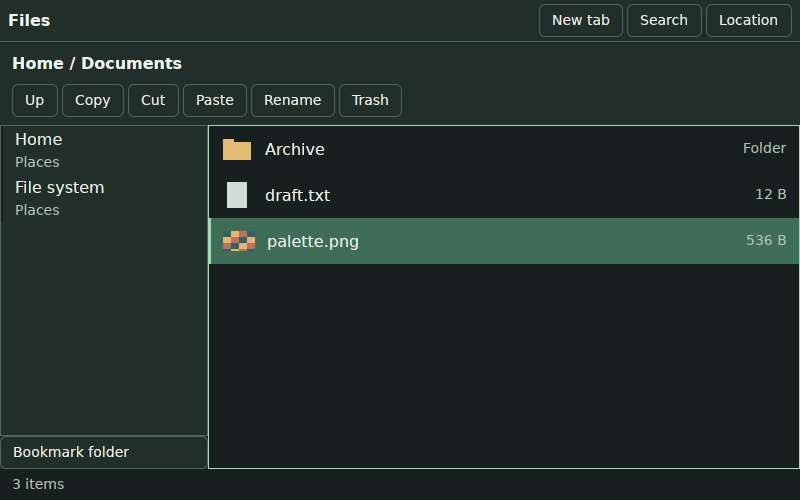 Files New tab Search Location
Home / Documents
Up Copy Cut Paste Rename Trash
Home
Places
File system
Places
Archive Folder
draft.txt 12 B
palette.png 536 B
Bookmark folder
3 items